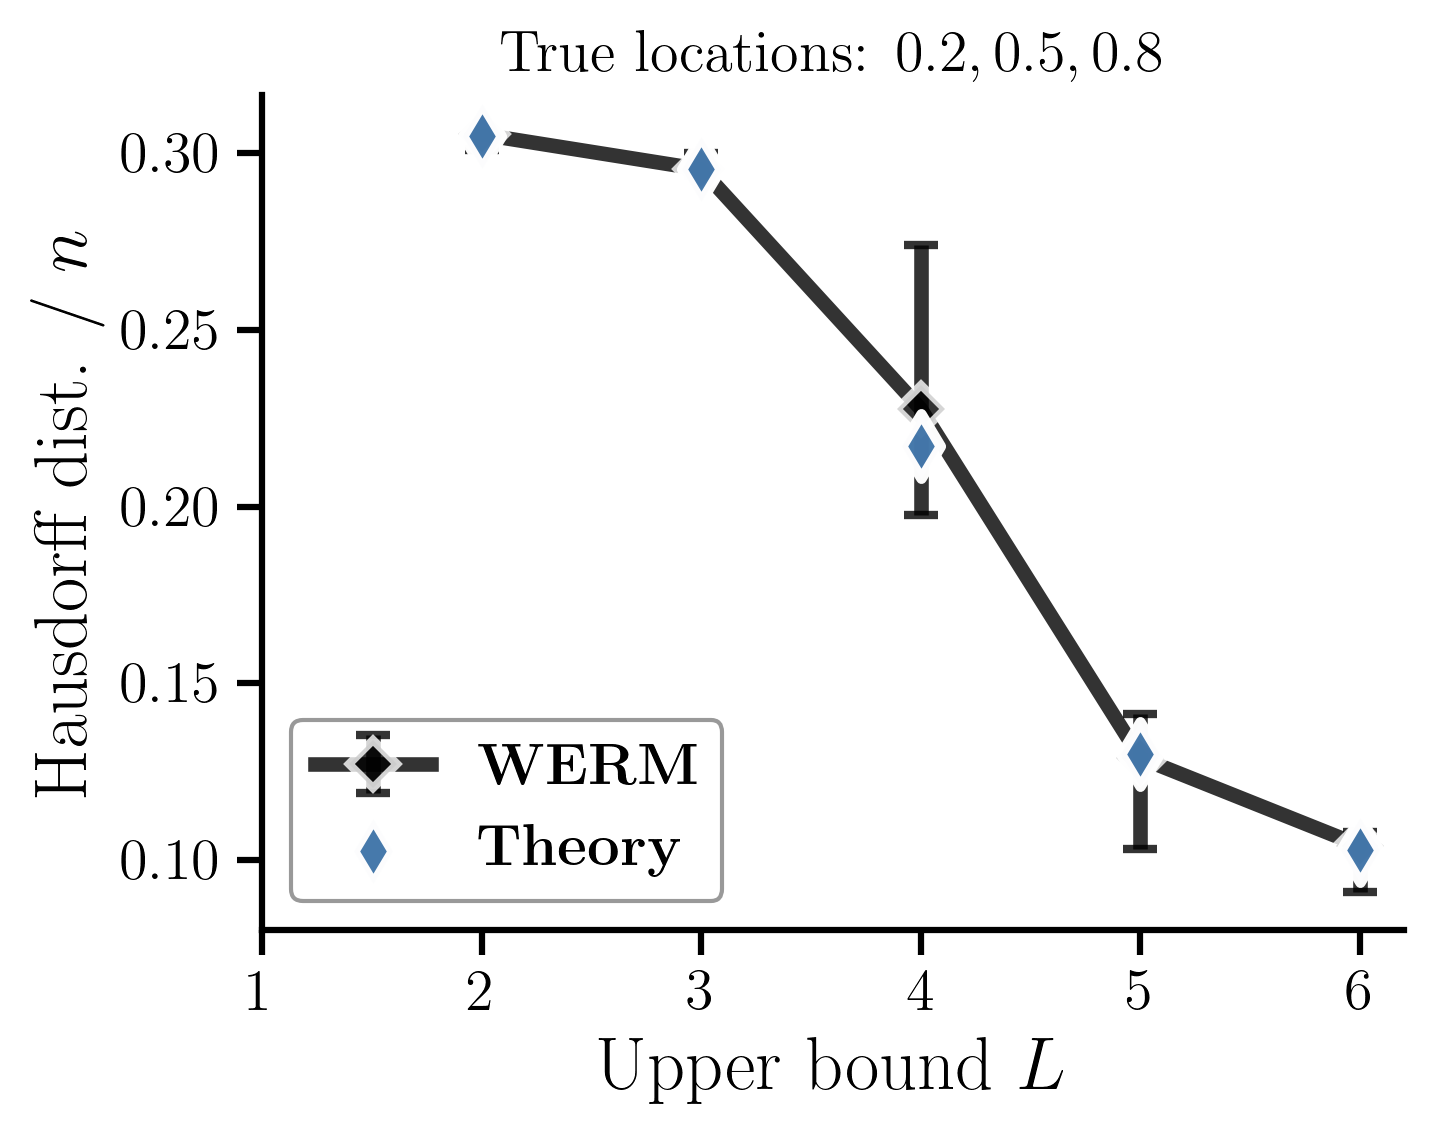 True locations: 0.2, 0.5, 0.8
Hausdorff dist. / n
0.30
0.25
0.20
0.15
0.10
WERM
Theory
1 2 3 4 5 6
Upper bound L